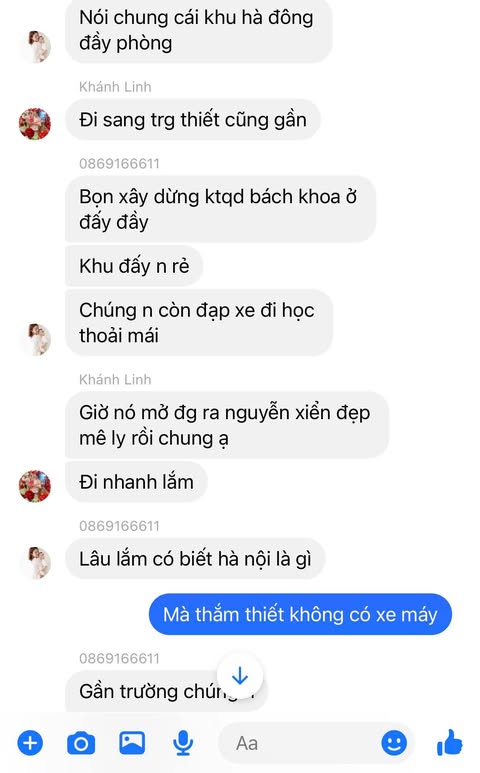 Nói chung cái khu hà đông
đầy phòng
Khánh Linh
Đi sang trg thiết cũng gần
0869166611
Bọn xây dừng ktqd bách khoa ở
đấy đầy
Khu đấy n rẻ
Chúng n còn đạp xe đi học
thoải mái
Khánh Linh
Giờ nó mở đg ra nguyễn xiển đẹp
mê ly rồi chung ạ
Đi nhanh lắm
0869166611
Lâu lắm có biết hà nội là gì
Mà thắm thiết không có xe máy
0869166611
Gần trường
Aa